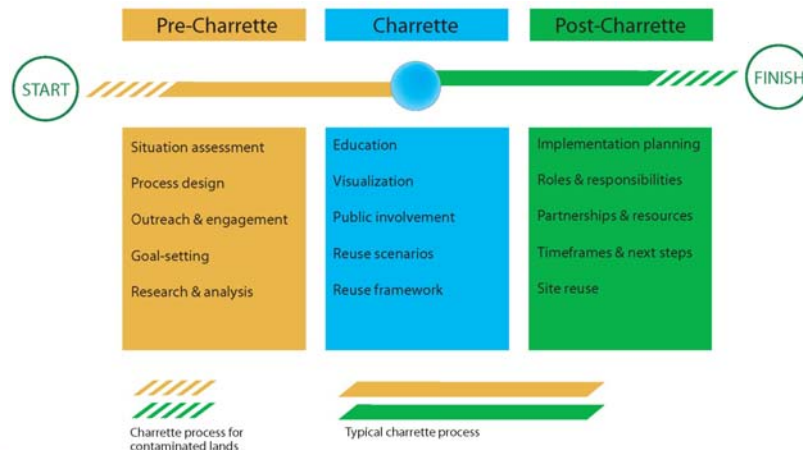 Pre-Charrette
Charrette
Post-Charrette
START
FINISH
Situation assessment
Process design
Outreach & engagement
Goal-setting
Research & analysis
Education
Visualization
Public involvement
Reuse scenarios
Reuse framework
Implementation planning
Roles & responsibilities
Partnerships & resources
Timeframes & next steps
Site reuse
Charrette process for
contaminated lands
Typical charrette process